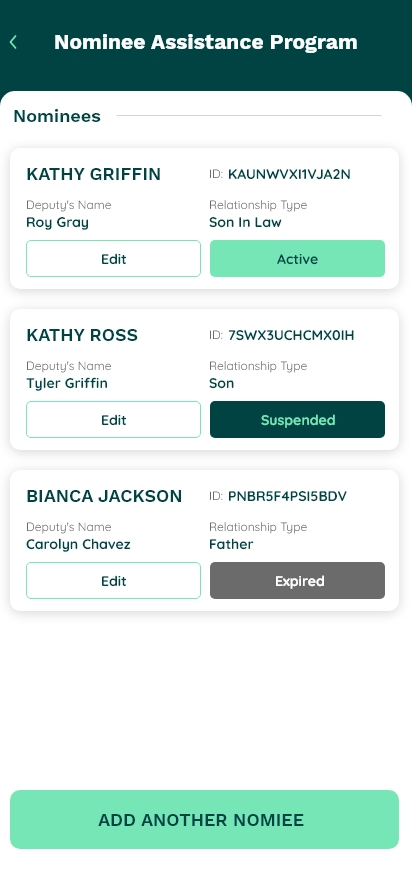 Nominee Assistance Program
Nominees
KATHY GRIFFIN ID: KAUNWVXI1VJA2N
Deputy's Name Relationship Type
Roy Gray Son In Law
Edit Active
KATHY ROSS ID: 7SWX3UCHCMX0IH
Deputy's Name Relationship Type
Tyler Griffin Son
Edit Suspended
BIANCA JACKSON ID: PNBR5F4PSI5BDV
Deputy's Name Relationship Type
Carolyn Chavez Father
Edit Expired
ADD ANOTHER NOMIEE